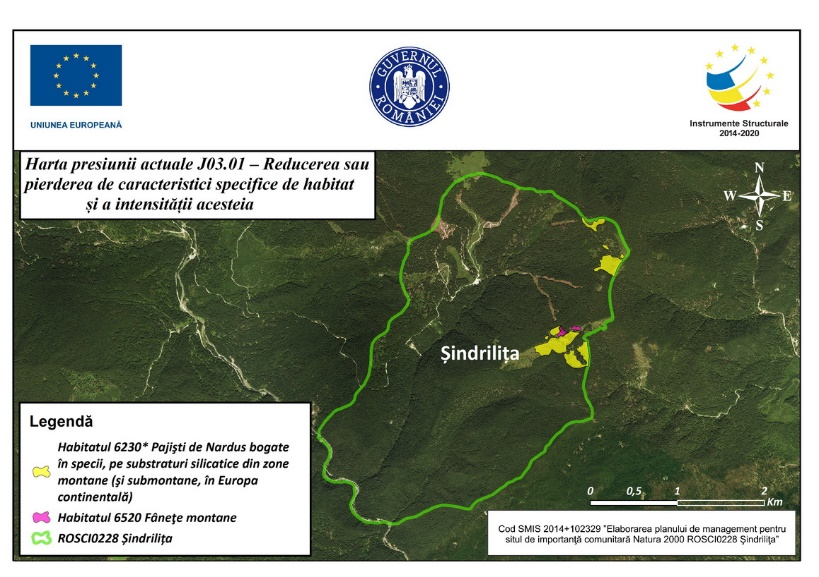 UNIUNEA EUROPEANĂ
GUVERNUL ROMÂNIEI
Instrumente Structurale
2014-2020
Harta presiunii actuale J03.01 – Reducerea sau
pierderea de caracteristici specifice de habitat
și a intensității acesteia
N
W
E
S
Șindrilița
Legendă
Habitatul 6230* Pajiști de Nardus bogate
în specii, pe substraturi silicatice din zone
montane (și submontane, în Europa
continentală)
Habitatul 6520 Fânețe montane
ROSCI0228 Șindrilița
0 0,5 1 2
Km
Cod SMIS 2014+102329 "Elaborarea planului de management pentru
situl de importanță comunitară Natura 2000 ROSCI0228 Șindrilița"